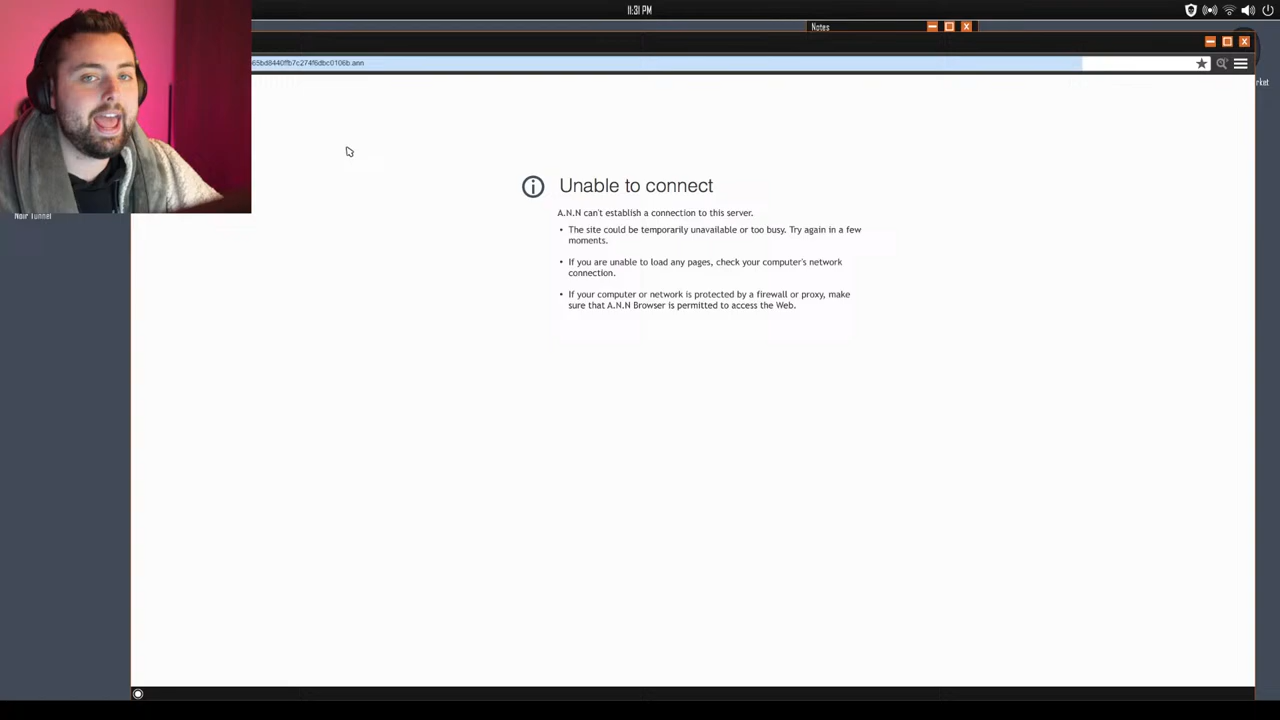 11:31 PM
Notes
65bd8440ffb7c274f6dbc0106b.ann
rket
Unable to connect
A.N.N can't establish a connection to this server.
• The site could be temporarily unavailable or too busy. Try again in a few
moments.
• If you are unable to load any pages, check your computer's network
connection.
• If your computer or network is protected by a firewall or proxy, make
sure that A.N.N Browser is permitted to access the Web.
Noir Tunnel